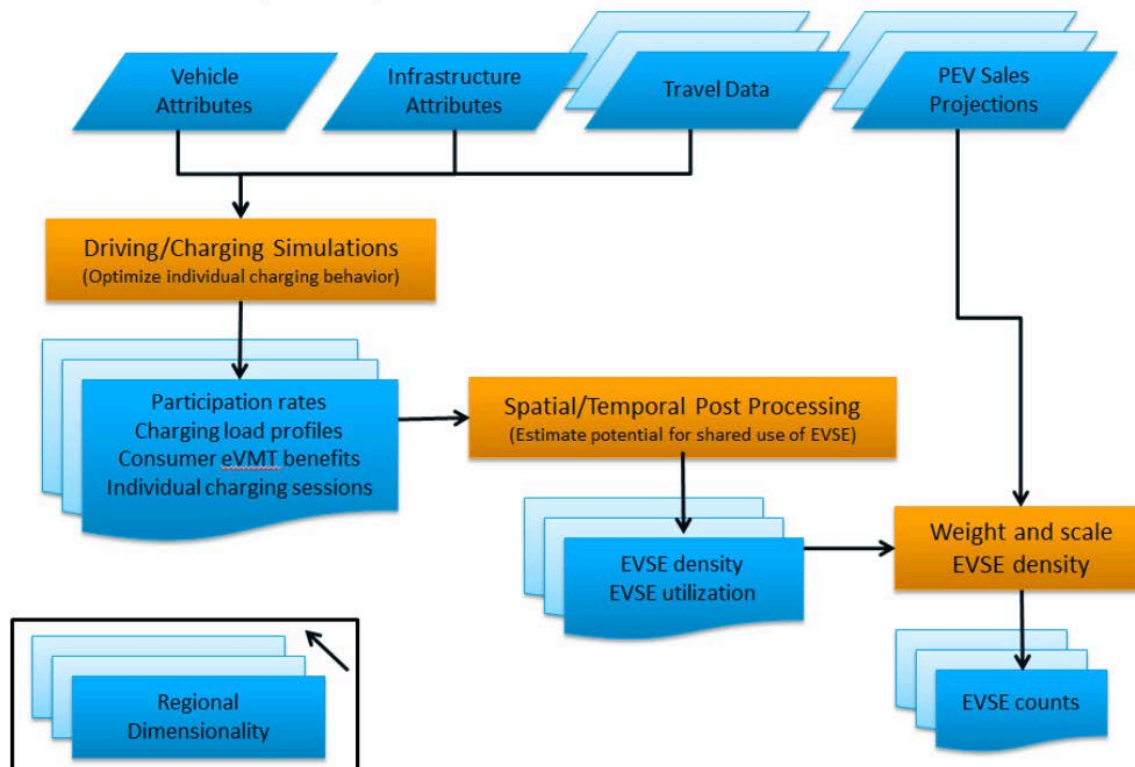 Vehicle
Attributes
Infrastructure
Attributes
Travel Data
PEV Sales
Projections
Driving/Charging Simulations
(Optimize individual charging behavior)
Participation rates
Charging load profiles
Consumer eVMT benefits
Individual charging sessions
Spatial/Temporal Post Processing
(Estimate potential for shared use of EVSE)
EVSE density
EVSE utilization
Weight and scale
EVSE density
EVSE counts
Regional
Dimensionality